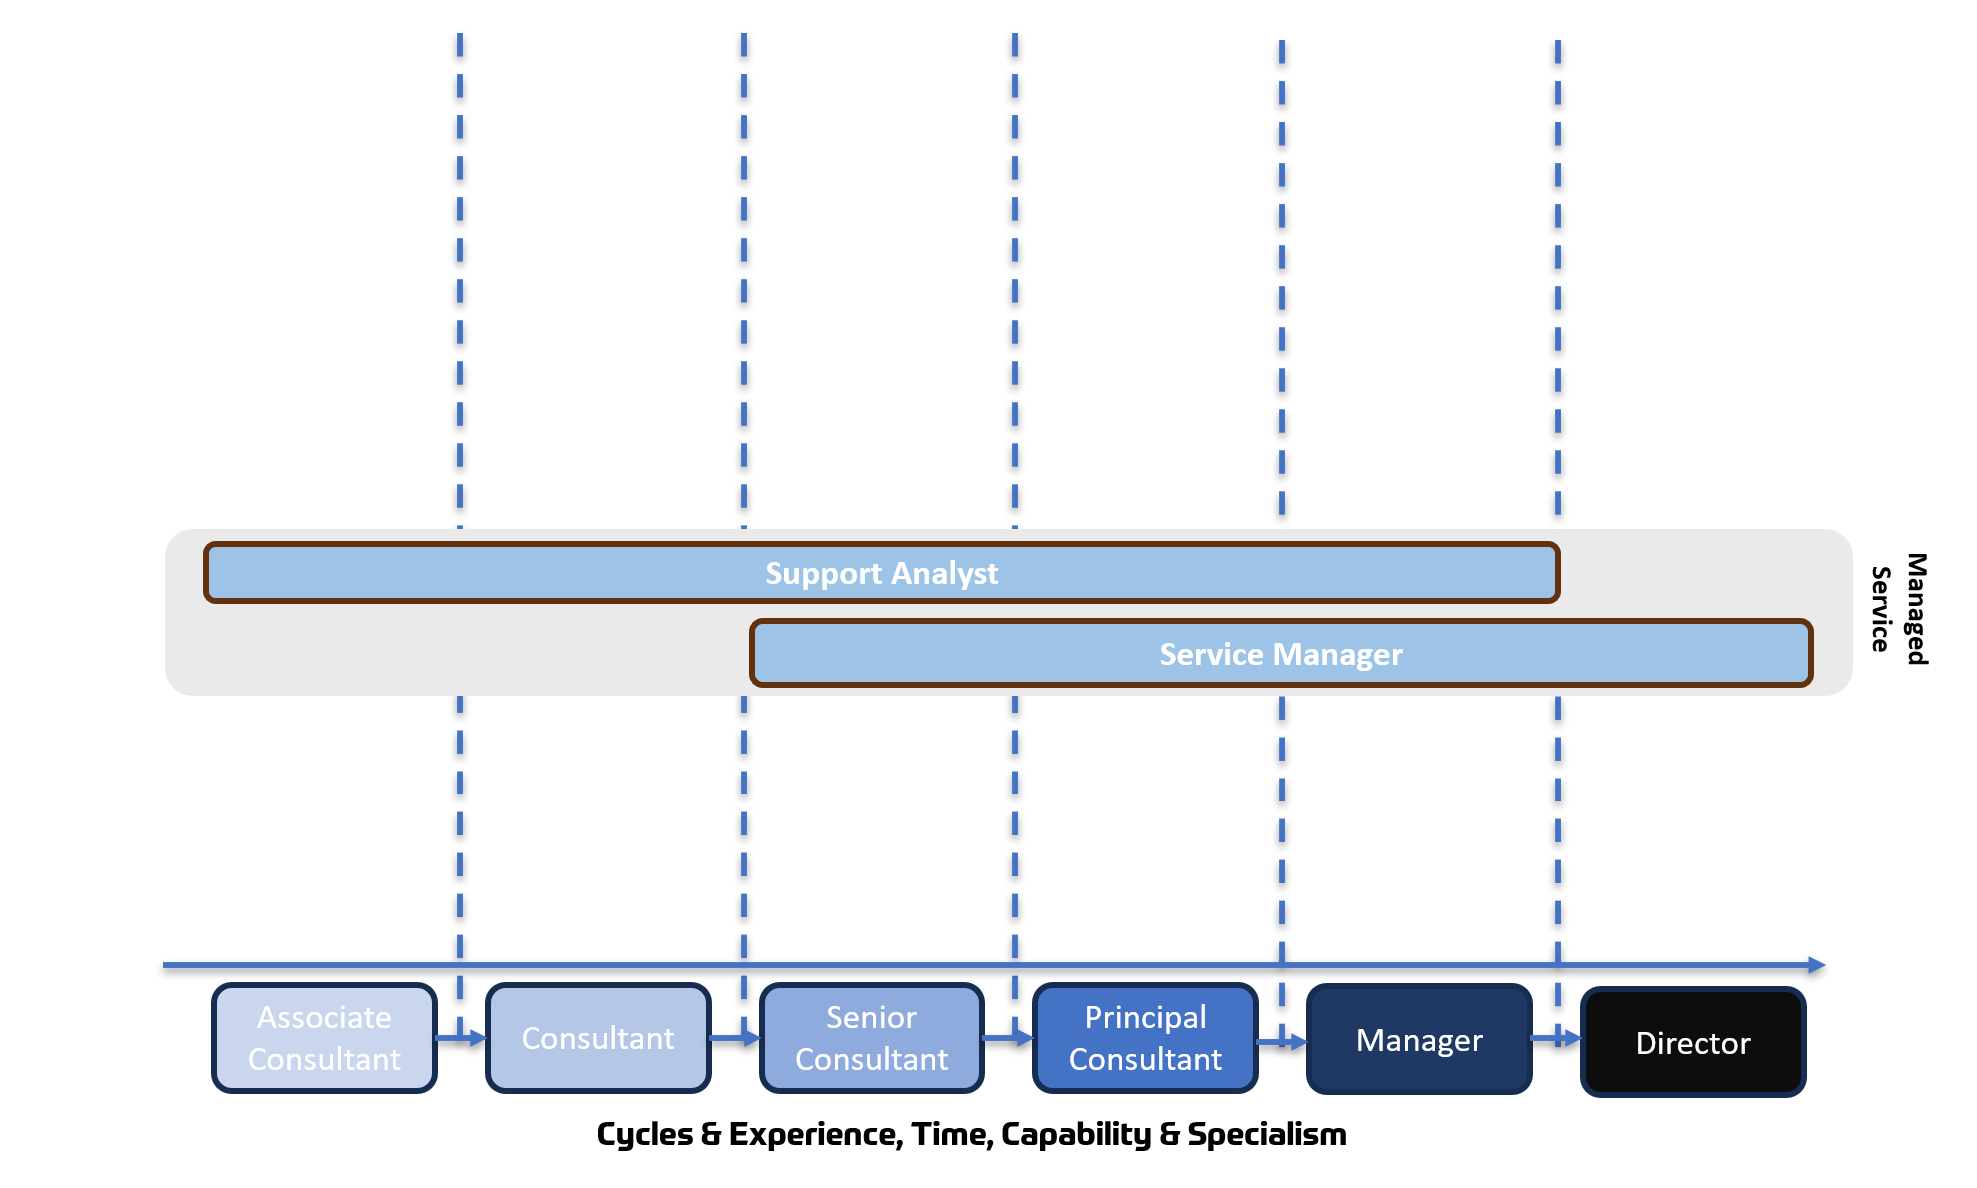 Support Analyst
Service Manager
Managed
Service
Associate
Consultant
Consultant
Senior
Consultant
Principal
Consultant
Manager
Director
Cycles & Experience, Time, Capability & Specialism